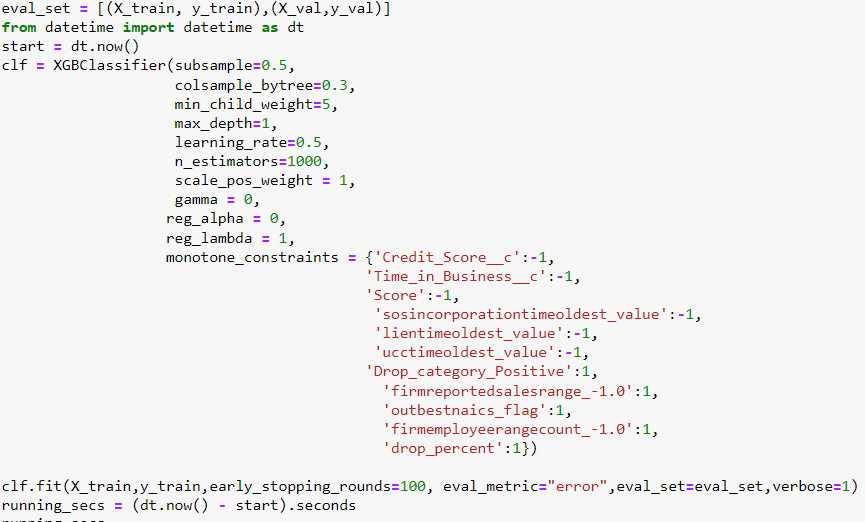 eval_set = [(X_train, y_train),(X_val,y_val)]
from datetime import datetime as dt
start = dt.now()
clf = XGBClassifier(subsample=0.5,
colsample_bytree=0.3,
min_child_weight=5,
max_depth=1,
learning_rate=0.5,
n_estimators=1000,
scale_pos_weight = 1,
gamma = 0,
reg_alpha = 0,
reg_lambda = 1,
monotone_constraints = {'Credit_Score__c':-1,
'Time_in_Business__c':-1,
'Score':-1,
'sosincorporationtimeoldest_value':-1,
'lientimeoldest_value':-1,
'ucctimeoldest_value':-1,
'Drop_category_Positive':1,
'firmreportedsalesrange_-1.0':1,
'outbestnaics_flag':1,
'firmemployeerangecount_-1.0':1,
'drop_percent':1})
clf.fit(X_train,y_train,early_stopping_rounds=100, eval_metric="error",eval_set=eval_set,verbose=1)
running_secs = (dt.now() - start).seconds